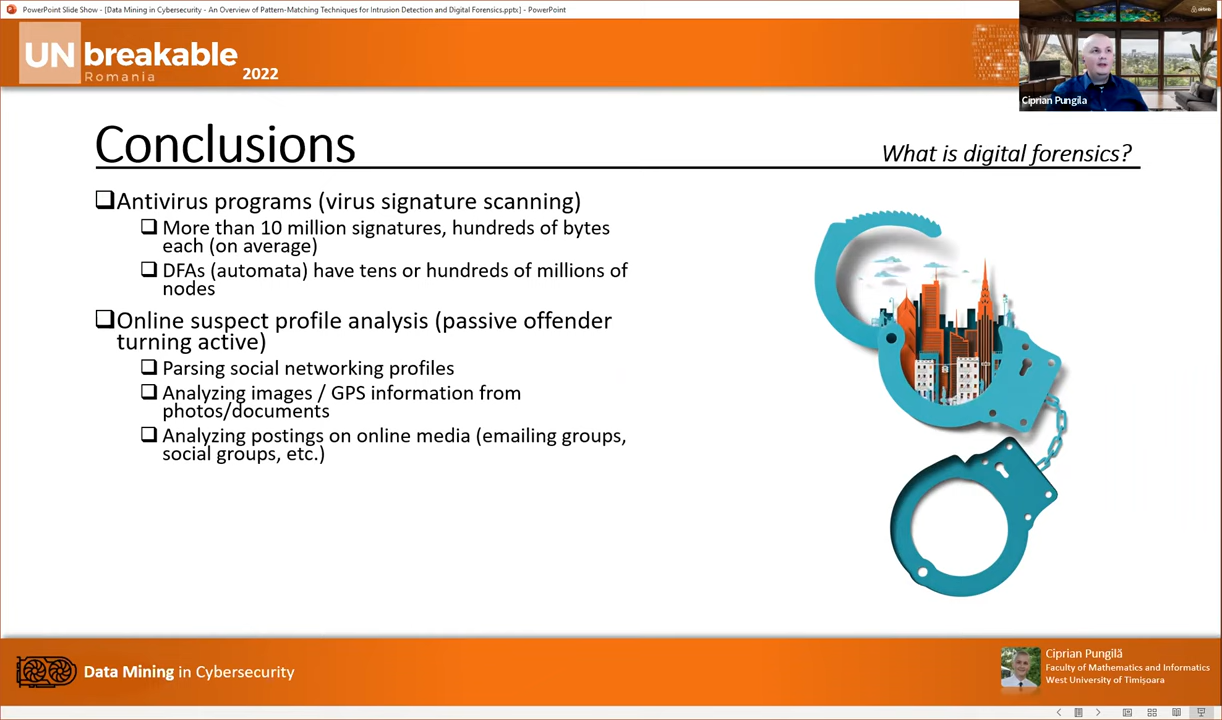 PowerPoint Slide Show - [Data Mining in Cybersecurity - An Overview of Pattern-Matching Techniques for Intrusion Detection and Digital Forensics.pptx] - PowerPoint
UNbreakable
Romania
2022
Ciprian Pungila
Conclusions
What is digital forensics?
Antivirus programs (virus signature scanning)
More than 10 million signatures, hundreds of bytes
each (on average)
DFAs (automata) have tens or hundreds of millions of
nodes
Online suspect profile analysis (passive offender
turning active)
Parsing social networking profiles
Analyzing images / GPS information from
photos/documents
Analyzing postings on online media (emailing groups,
social groups, etc.)
Data Mining in Cybersecurity
Ciprian Pungilă
Faculty of Mathematics and Informatics
West University of Timișoara